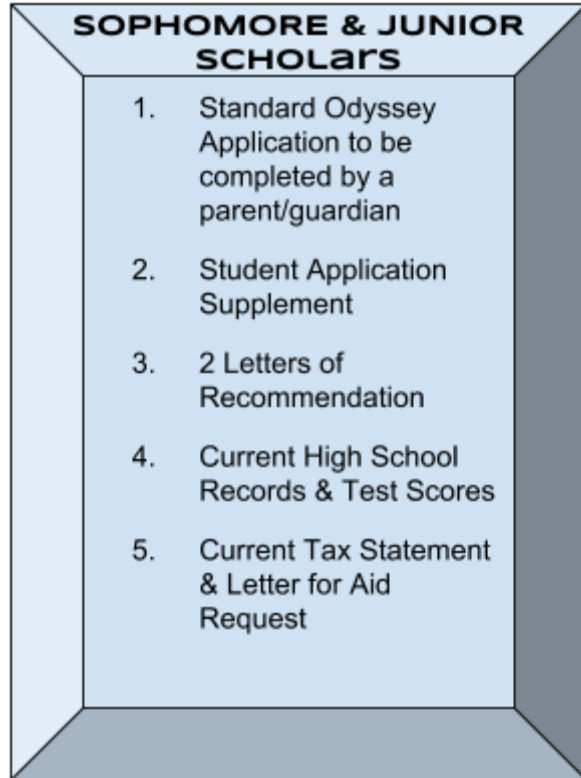 SOPHOMORE & JUNIOR
SCHOLars
1. Standard Odyssey
Application to be
completed by a
parent/guardian
2. Student Application
Supplement
3. 2 Letters of
Recommendation
4. Current High School
Records & Test Scores
5. Current Tax Statement
& Letter for Aid
Request